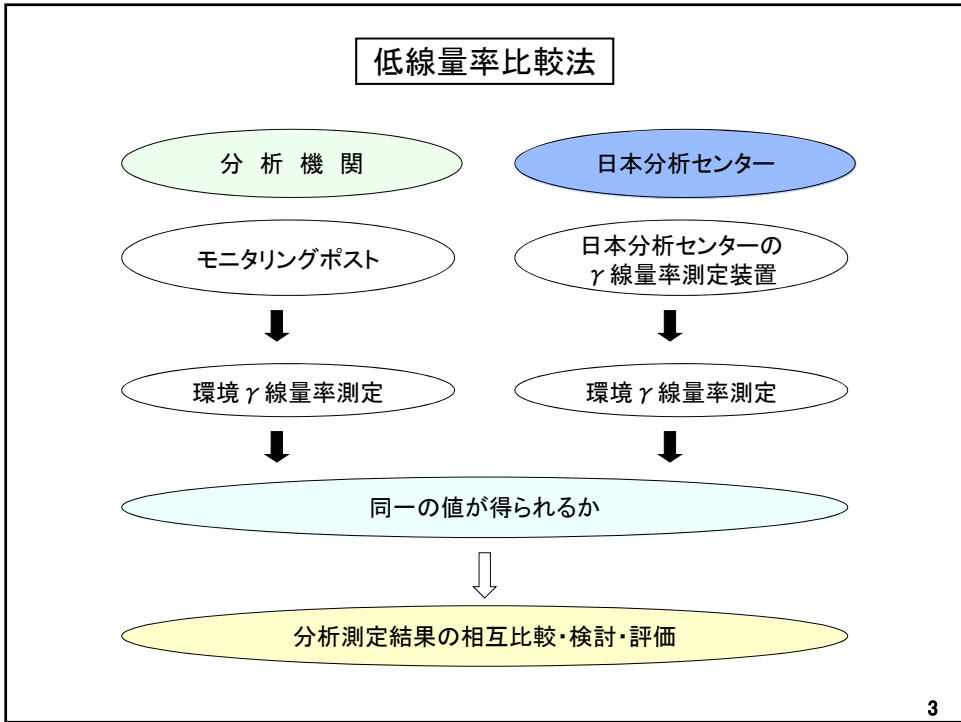 低線量率比較法
分 析 機 関
日本分析センター
モニタリングポスト
日本分析センターの
γ線量率測定装置
環境γ線量率測定
環境γ線量率測定
同一の値が得られるか
分析測定結果の相互比較・検討・評価
3